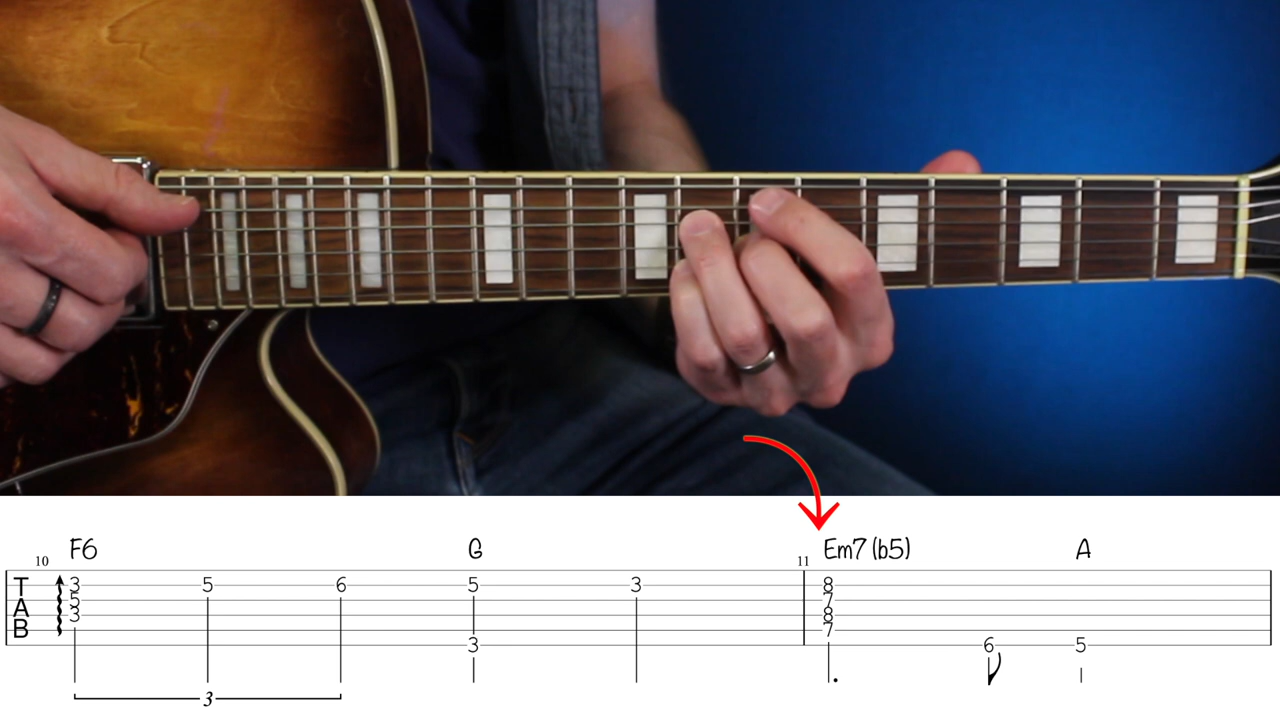 F6 G Em7(b5) A
10 11
T 3 5 6 5 3 8
A 5 7
3 8
B 7
3 6 5
3